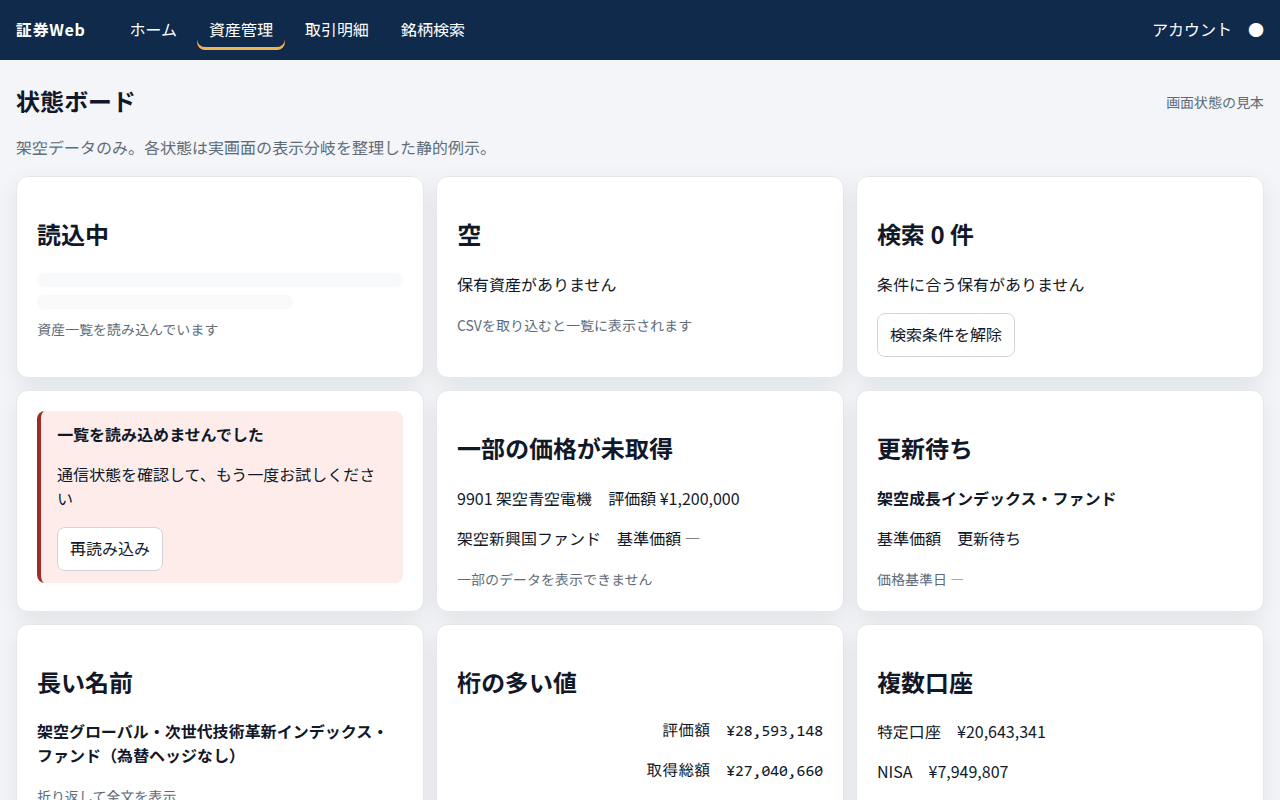 証券Web ホーム 資産管理 取引明細 銘柄検索 アカウント
状態ボード 画面状態の見本
架空データのみ。各状態は実画面の表示分岐を整理した静的例示。
読込中
資産一覧を読み込んでいます
空
保有資産がありません
CSVを取り込むと一覧に表示されます
検索 0 件
条件に合う保有がありません
検索条件を解除
一覧を読み込めませんでした
通信状態を確認して、もう一度お試しくださ
い
再読み込み
一部の価格が未取得
9901 架空青空電機 評価額 ¥1,200,000
架空新興国ファンド 基準価額 —
一部のデータを表示できません
更新待ち
架空成長インデックス・ファンド
基準価額 更新待ち
価格基準日 —
長い名前
架空グローバル・次世代技術革新インデックス・
ファンド（為替ヘッジなし）
折り返して全文を表示
桁の多い値
評価額 ¥28,593,148
取得総額 ¥27,040,660
複数口座
特定口座 ¥20,643,341
NISA ¥7,949,807